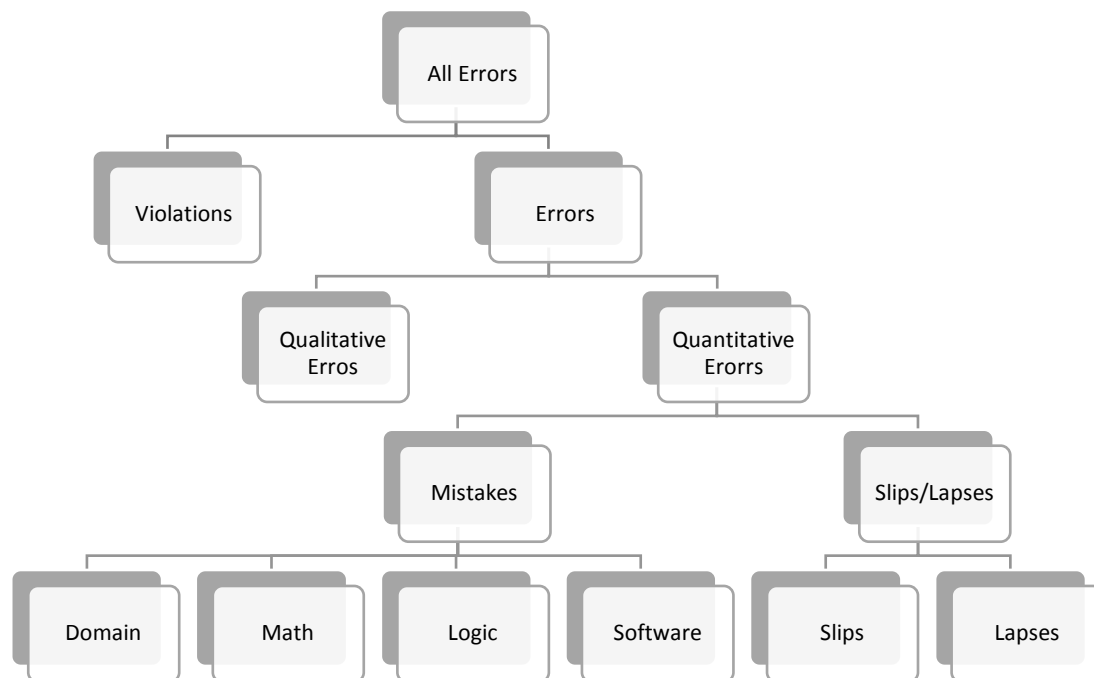 All Errors
Violations
Errors
Qualitative
Erros
Quantitative
Erorrs
Mistakes
Slips/Lapses
Domain
Math
Logic
Software
Slips
Lapses